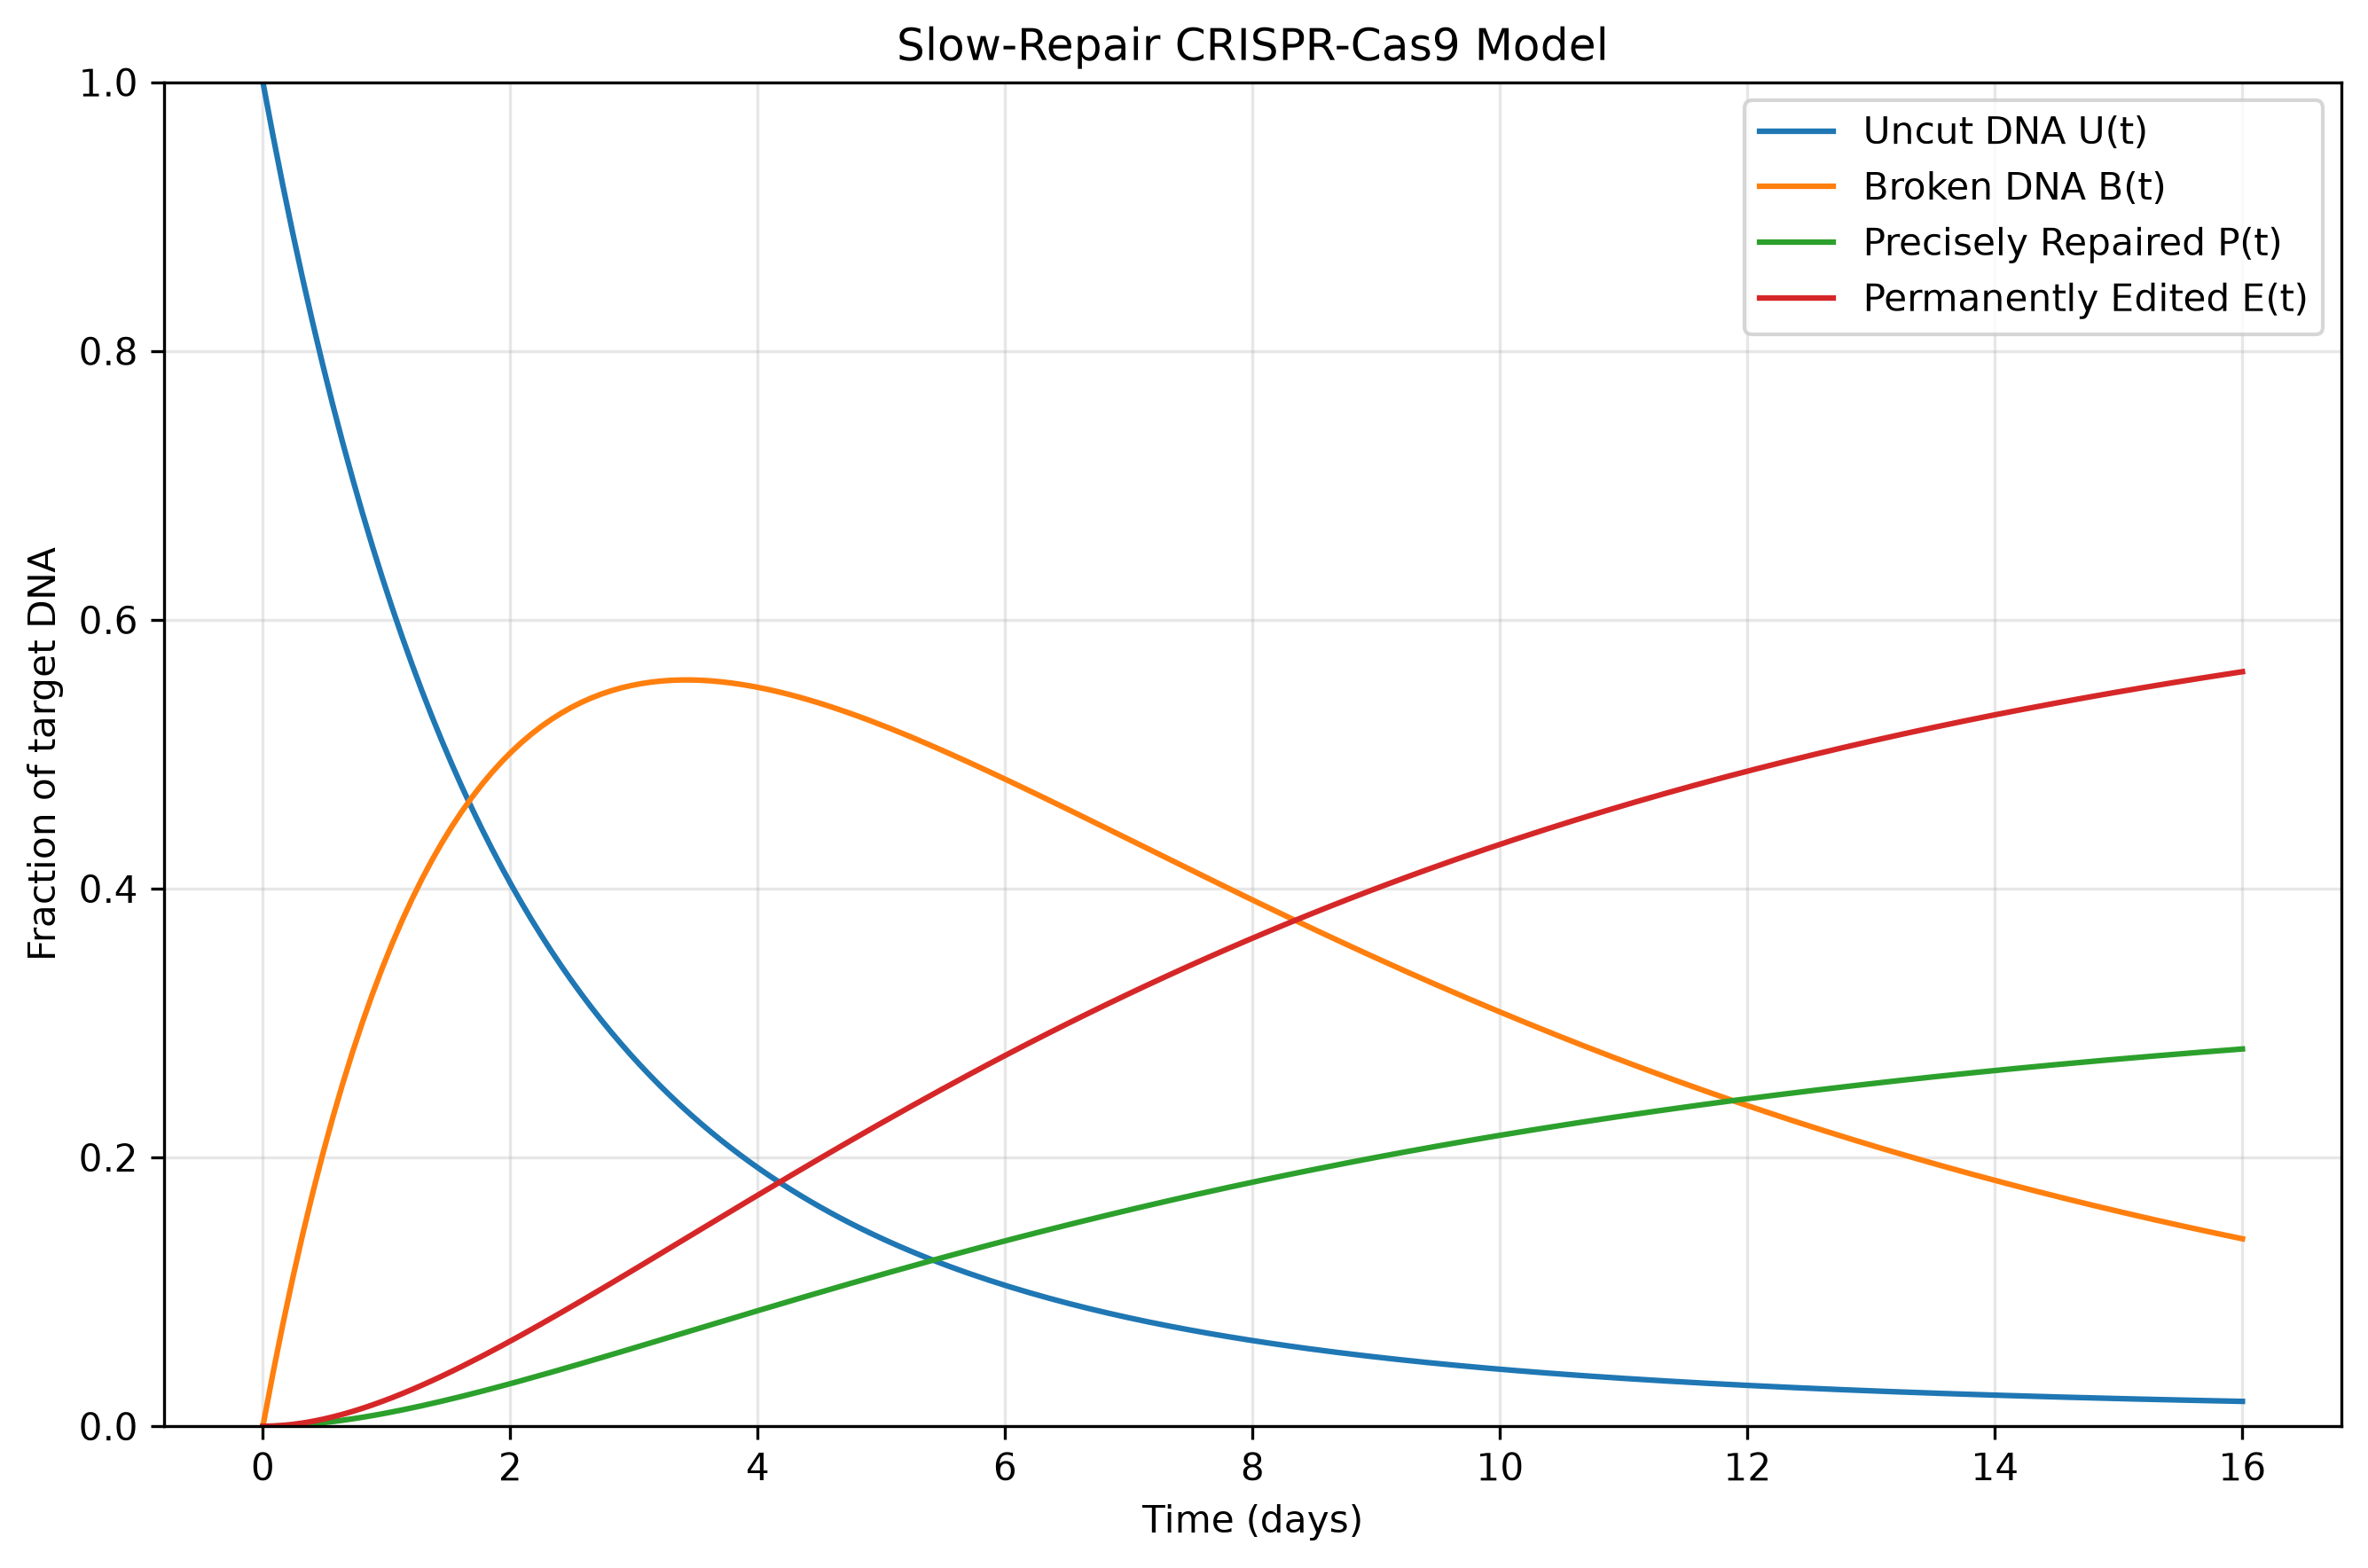 Slow-Repair CRISPR-Cas9 Model
1.0
0.8
0.6
0.4
0.2
0.0
Fraction of target DNA
Uncut DNA U(t)
Broken DNA B(t)
Precisely Repaired P(t)
Permanently Edited E(t)
0 2 4 6 8 10 12 14 16
Time (days)